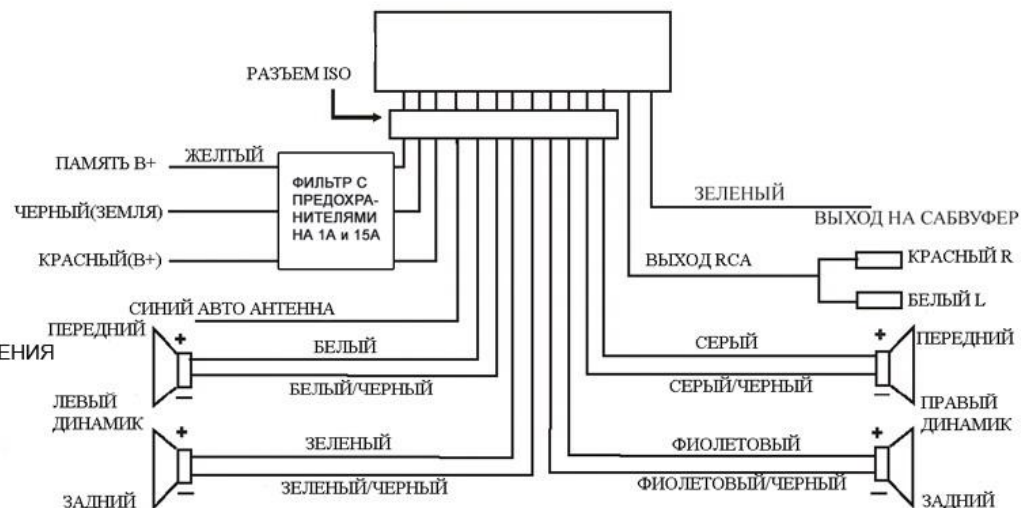 РАЗЪЕМ ISO
ПАМЯТЬ В+
ЖЕЛТЫЙ
ЧЕРНЫЙ(ЗЕМЛЯ)
КРАСНЫЙ(В+)
ФИЛЬТР С
ПРЕДОХРА-
НИТЕЛЯМИ
НА 1А и 15А
ЗЕЛЕНЫЙ
ВЫХОД НА САБВУФЕР
ВЫХОД RCA
КРАСНЫЙ R
БЕЛЫЙ L
СИНИЙ АВТО АНТЕННА
ПЕРЕДНИЙ
ЕНИЯ
+
БЕЛЫЙ
БЕЛЫЙ/ЧЕРНЫЙ
–
ЛЕВЫЙ
ДИНАМИК
+
ЗЕЛЕНЫЙ
ЗЕЛЕНЫЙ/ЧЕРНЫЙ
–
ЗАДНИЙ
СЕРЫЙ
СЕРЫЙ/ЧЕРНЫЙ
+
ПЕРЕДНИЙ
–
ПРАВЫЙ
ДИНАМИК
ФИОЛЕТОВЫЙ
ФИОЛЕТОВЫЙ/ЧЕРНЫЙ
+
–
ЗАДНИЙ